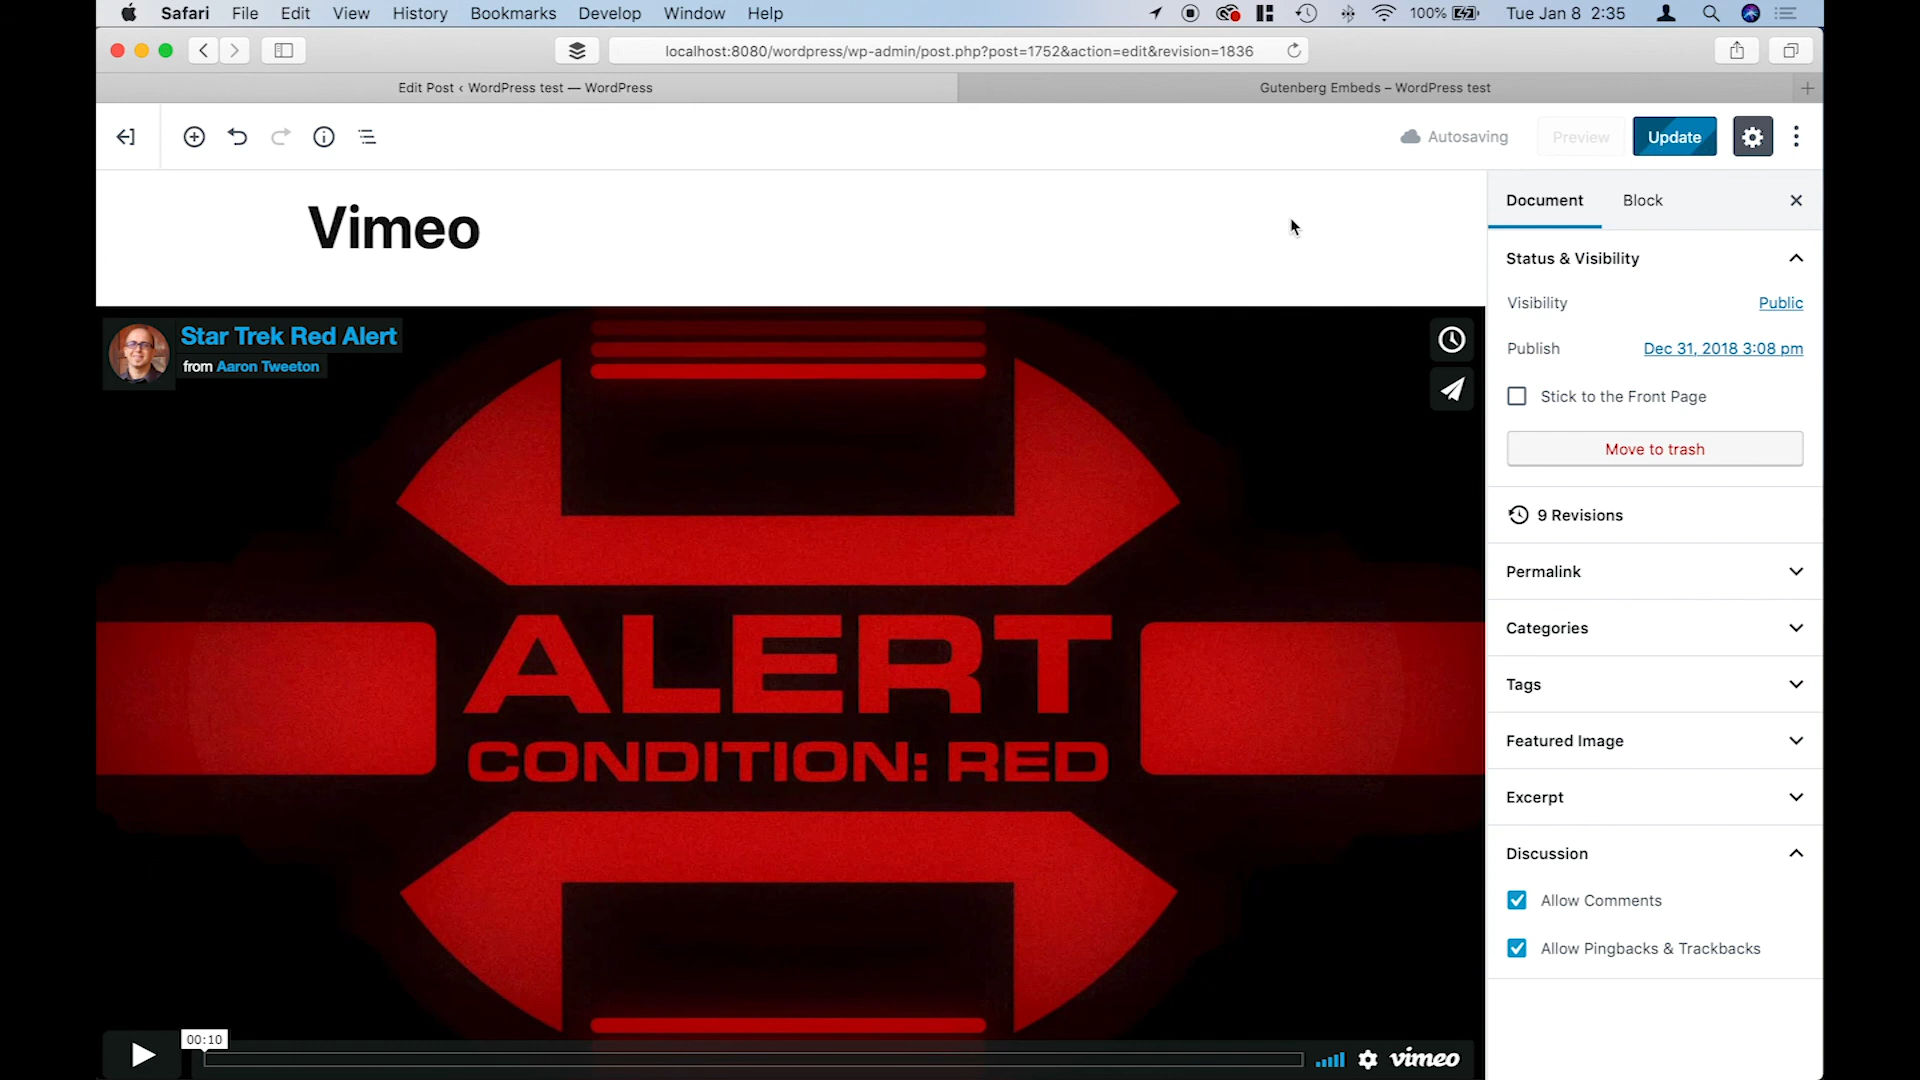 Safari File Edit View History Bookmarks Develop Window Help 100% Tue Jan 8 2:35
localhost:8080/wordpress/wp-admin/post.php?post=1752&action=edit&revision=1836
Edit Post ‹ WordPress test — WordPress
Gutenberg Embeds – WordPress test
Autosaving
Preview
Update
Vimeo
Document
Block
Status & Visibility
Visibility
Public
Publish
Dec 31, 2018 3:08 pm
Stick to the Front Page
Move to trash
9 Revisions
Permalink
Categories
Tags
Featured Image
Excerpt
Discussion
Allow Comments
Allow Pingbacks & Trackbacks
Star Trek Red Alert
from Aaron Tweeton
ALERT
CONDITION: RED
00:10
vimeo